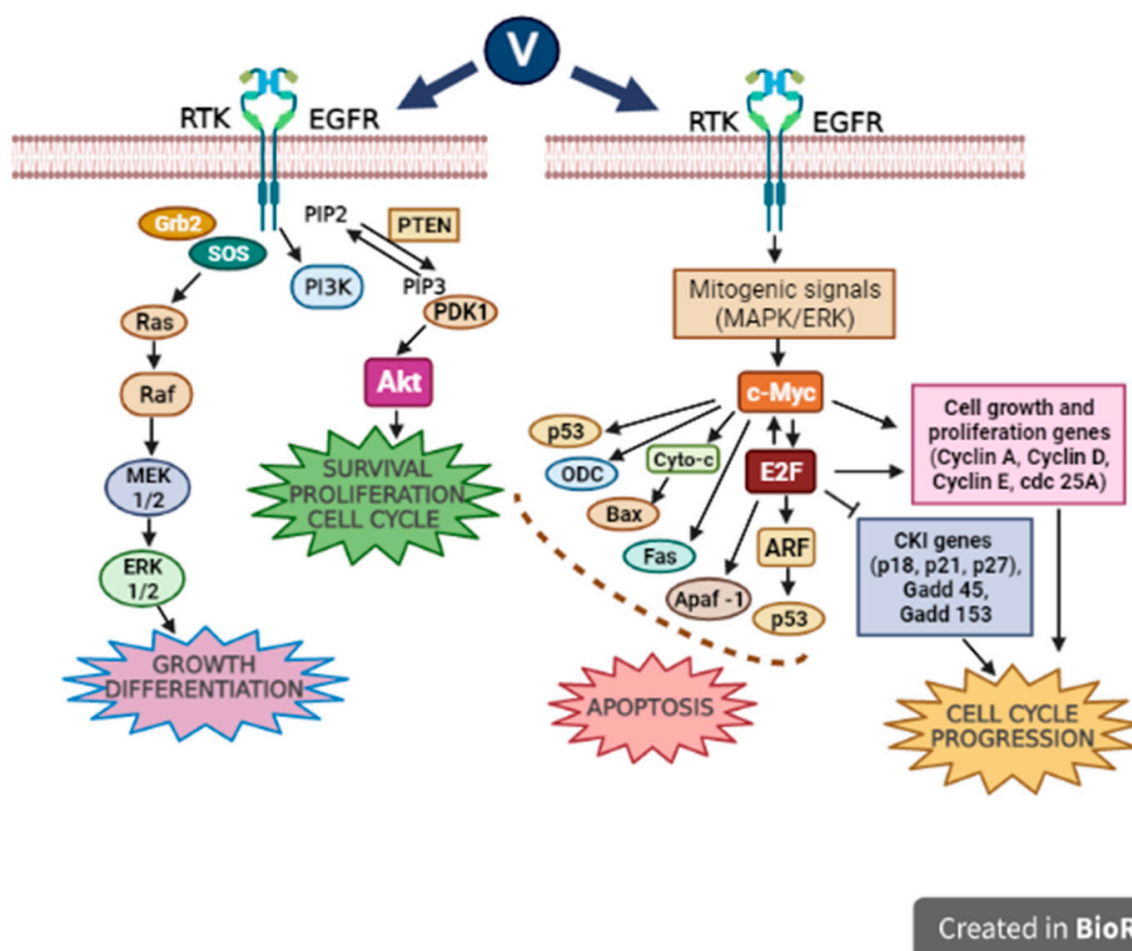 V
RTK
EGFR
Grb2
SOS
PIP2
PTEN
PI3K
PIP3
PDK1
Ras
Raf
Akt
MEK
1/2
ERK
1/2
SURVIVAL
PROLIFERATION
CELL CYCLE
GROWTH
DIFFERENTIATION
RTK
EGFR
Mitogenic signals
(MAPK/ERK)
c-Myc
p53
ODC
Cyto-c
Bax
Fas
Apaf -1
E2F
ARF
p53
Cell growth and
proliferation genes
(Cyclin A, Cyclin D,
Cyclin E, cdc 25A)
CKI genes
(p18, p21, p27),
Gadd 45,
Gadd 153
APOPTOSIS
CELL CYCLE
PROGRESSION
Created in BioR